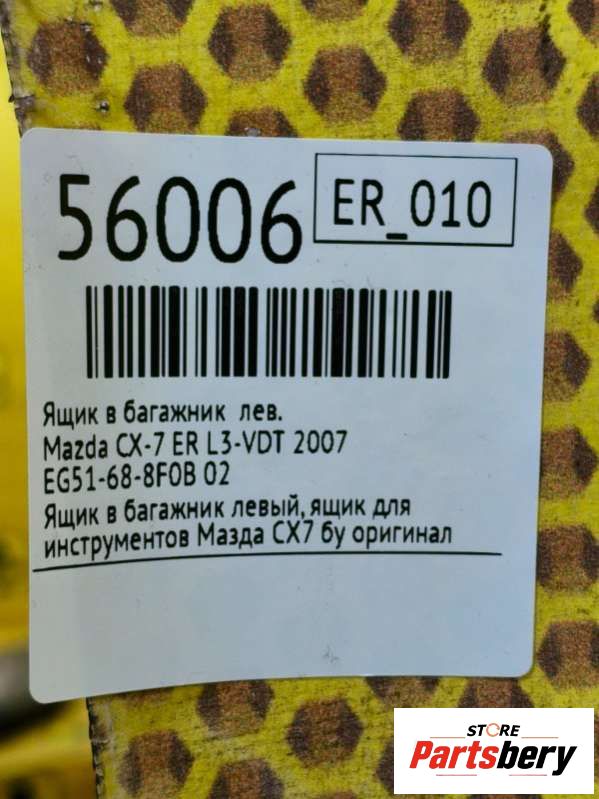 56006
ER_010
Ящик в багажник лев.
Mazda CX-7 ER L3-VDT 2007
EG51-68-8F0B 02
Ящик в багажник левый, ящик для
инструментов Мазда СХ7 бу оригинал
STORE
Partsbery